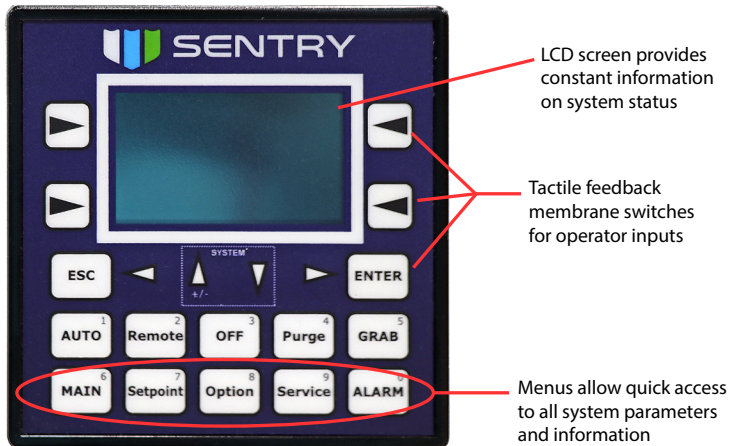 SENTRY
LCD screen provides
constant information
on system status
Tactile feedback
membrane switches
for operator inputs
SYSTEM
ESC
ENTER
+/-
1 2 3 4 5
AUTO Remote OFF Purge GRAB
6 7 8 9 0
MAIN Setpoint Option Service ALARM
Menus allow quick access
to all system parameters
and information